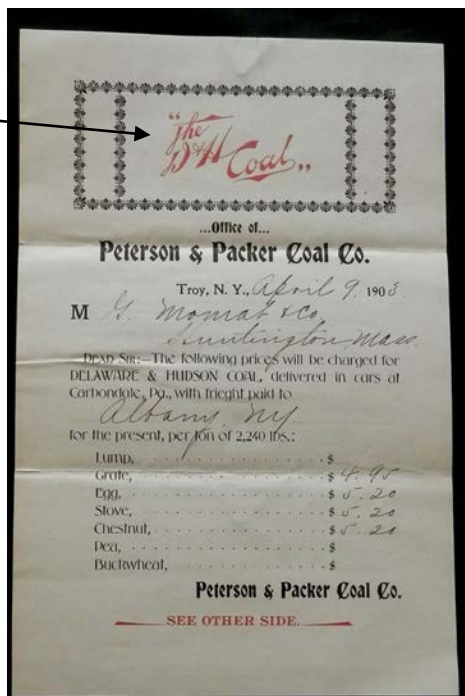 "The
D & H Coal„
...Office of...
Peterson & Packer Coal Co.
Troy, N. Y., April 9. 1903
M G. & Co.
Huntington Mass.
DEAR SIR:—The following prices will be charged for
DELAWARE & HUDSON COAL, delivered in cars at
Carbondale, Pa., with frieght paid to
Albany, N.Y.
for the present, per ton of 2,240 lbs.:
Lump, . . . . . . . . . . . . . . . . $
Grate, . . . . . . . . . . . . . . . . $ 4.95
Egg, . . . . . . . . . . . . . . . . $ 5.20
Stove, . . . . . . . . . . . . . . . . $ 5.20
Chestnut, . . . . . . . . . . . . . . $ 5.20
Pea, . . . . . . . . . . . . . . . . $
Buckwheat, . . . . . . . . . . . . . $
Peterson & Packer Coal Co.
SEE OTHER SIDE.